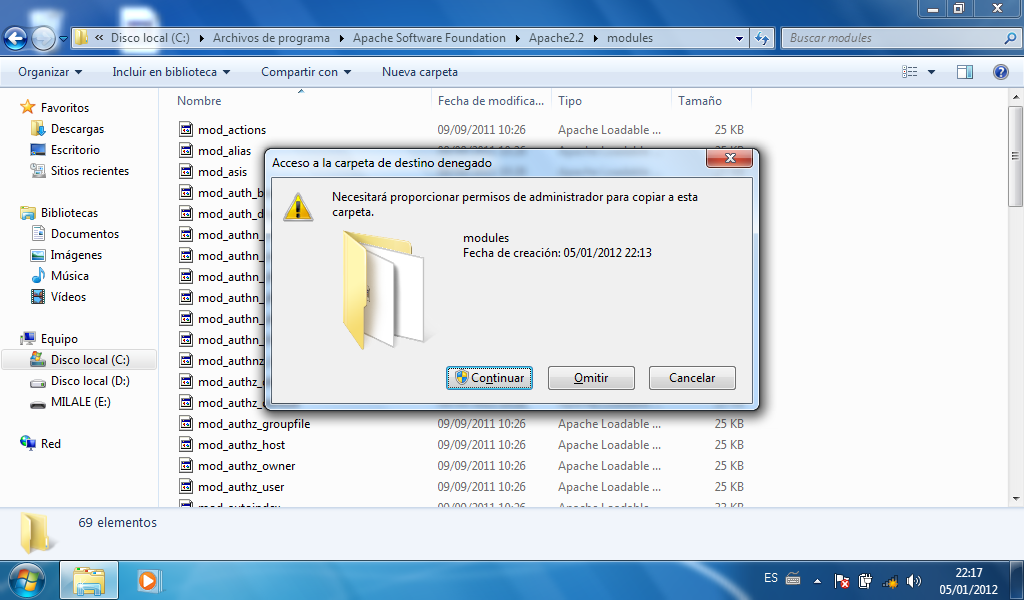 « Disco local (C:) Archivos de programa Apache Software Foundation Apache2.2 modules
Buscar modules
Organizar Incluir en biblioteca Compartir con Nueva carpeta
Nombre Fecha de modifica... Tipo Tamaño
Favoritos
Descargas
Escritorio
Sitios recientes
Bibliotecas
Documentos
Imágenes
Música
Vídeos
Equipo
Disco local (C:)
Disco local (D:)
MILALE (E:)
Red
mod_actions 09/09/2011 10:26 Apache Loadable ... 25 KB
mod_alias
mod_asis
mod_auth_b
mod_auth_d
mod_authn_
mod_authn_
mod_authn_
mod_authn_
mod_authn_
mod_authn_
mod_authnz
mod_authz_
mod_authz_
mod_authz_groupfile 09/09/2011 10:26 Apache Loadable ... 25 KB
mod_authz_host 09/09/2011 10:26 Apache Loadable ... 25 KB
mod_authz_owner 09/09/2011 10:26 Apache Loadable ... 25 KB
mod_authz_user 09/09/2011 10:26 Apache Loadable ... 25 KB
Acceso a la carpeta de destino denegado
Necesitará proporcionar permisos de administrador para copiar a esta
carpeta.
modules
Fecha de creación: 05/01/2012 22:13
Continuar Omitir Cancelar
69 elementos
ES
22:17
05/01/2012